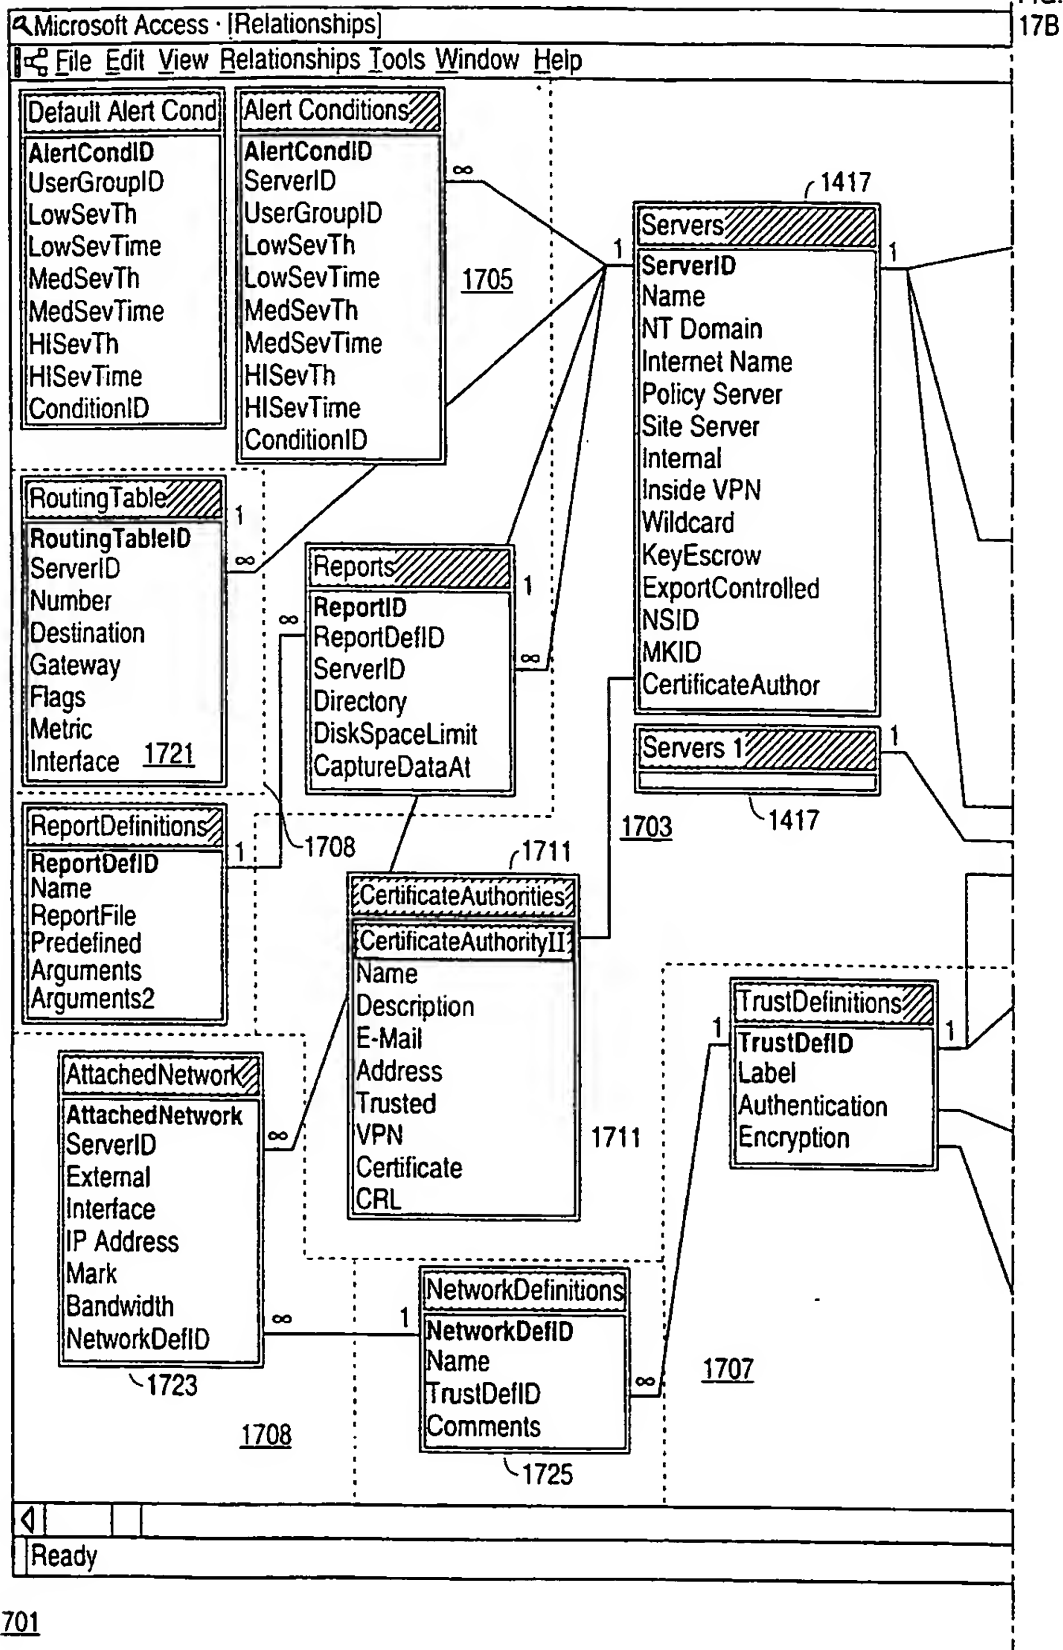 17B
Microsoft Access · [Relationships]
File Edit View Relationships Tools Window Help
Default Alert Cond
AlertCondID
UserGroupID
LowSevTh
LowSevTime
MedSevTh
MedSevTime
HISevTh
HISevTime
ConditionID
Alert Conditions
AlertCondID
ServerID
UserGroupID
LowSevTh
LowSevTime
MedSevTh
MedSevTime
HISevTh
HISevTime
ConditionID
∞
1705
1
1417
Servers
ServerID
Name
NT Domain
Internet Name
Policy Server
Site Server
Internal
Inside VPN
Wildcard
KeyEscrow
ExportControlled
NSID
MKID
CertificateAuthor
1
Servers 1
1
1417
1703
RoutingTable
RoutingTableID
ServerID
Number
Destination
Gateway
Flags
Metric
Interface
1721
1
∞
Reports
ReportID
ReportDefID
ServerID
Directory
DiskSpaceLimit
CaptureDataAt
∞
1
∞
ReportDefinitions
ReportDefID
Name
ReportFile
Predefined
Arguments
Arguments2
1
1708
1711
CertificateAuthorities
CertificateAuthorityII
Name
Description
E-Mail
Address
Trusted
VPN
Certificate
CRL
1711
TrustDefinitions
TrustDefID
Label
Authentication
Encryption
1
1
AttachedNetwork
AttachedNetwork
ServerID
External
Interface
IP Address
Mark
Bandwidth
NetworkDefID
∞
∞
1723
1708
1
NetworkDefinitions
NetworkDefID
Name
TrustDefID
Comments
∞
1725
1707
Ready
701